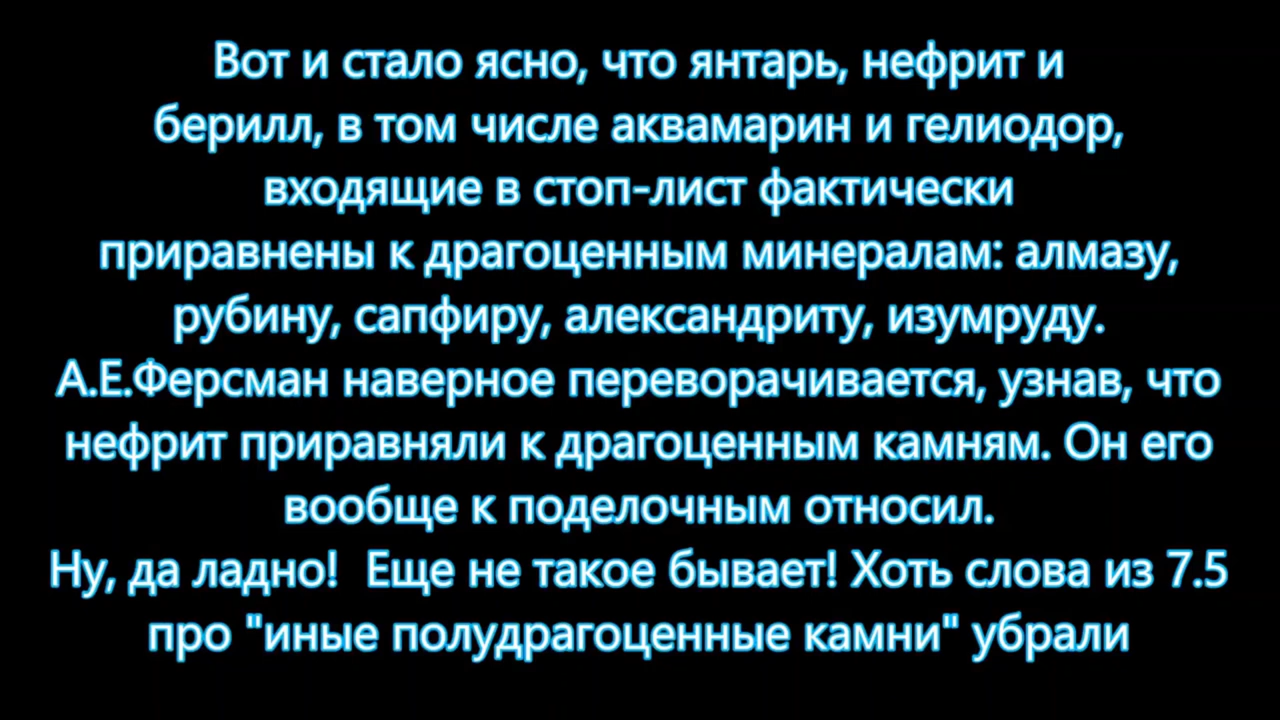 Вот и стало ясно, что янтарь, нефрит и
берилл, в том числе аквамарин и гелиодор,
входящие в стоп-лист фактически
приравнены к драгоценным минералам: алмазу,
рубину, сапфиру, александриту, изумруду.
А.Е.Ферсман наверное переворачивается, узнав, что
нефрит приравняли к драгоценным камням. Он его
вообще к поделочным относил.
Ну, да ладно!  Еще не такое бывает! Хоть слова из 7.5
про "иные полудрагоценные камни" убрали